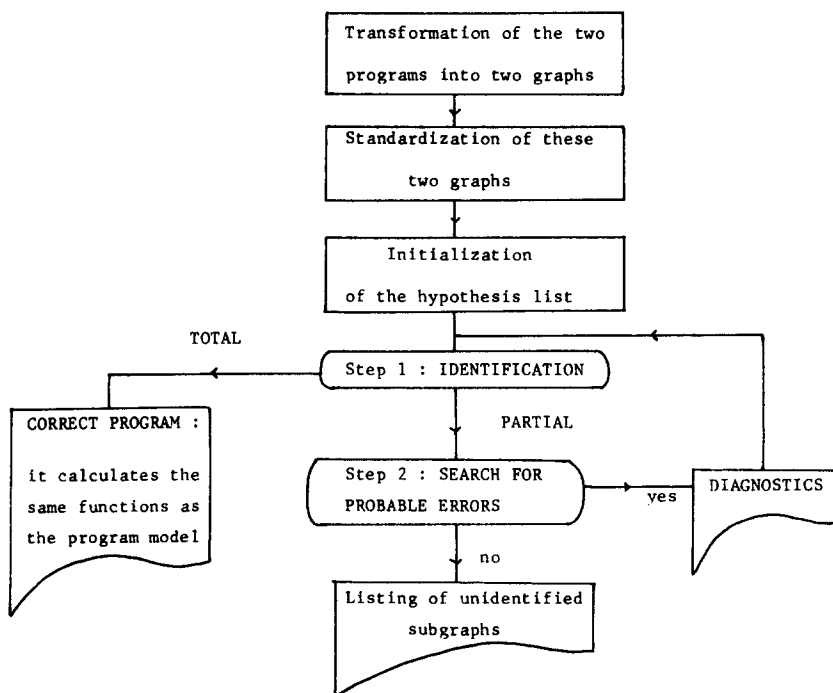 Transformation of the two
programs into two graphs
Standardization of these
two graphs
Initialization
of the hypothesis list
TOTAL
Step 1 : IDENTIFICATION
CORRECT PROGRAM :
it calculates the
same functions as
the program model
PARTIAL
Step 2 : SEARCH FOR
PROBABLE ERRORS
yes
DIAGNOSTICS
no
Listing of unidentified
subgraphs